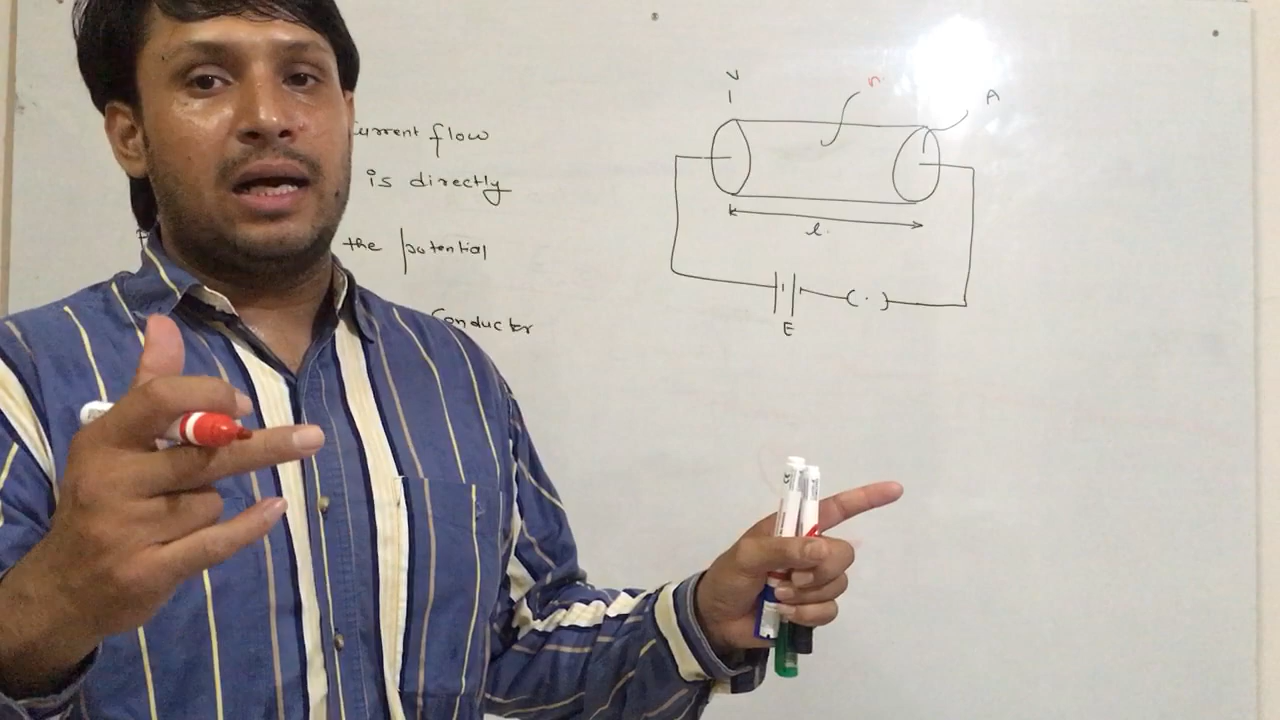 current flow
is directly
the potential
Conductor
V
n
A
l
E